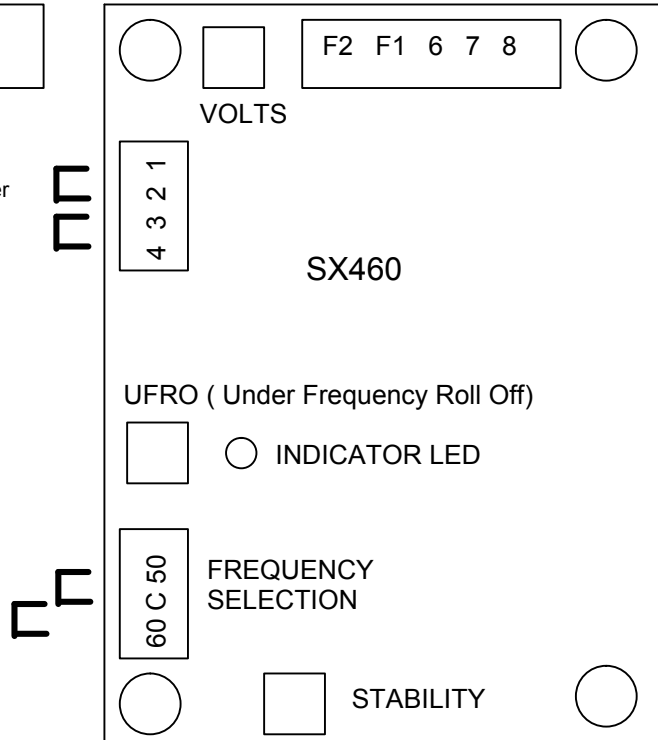 F2 F1 6 7 8
VOLTS
er
4 3 2 1
SX460
UFRO ( Under Frequency Roll Off)
INDICATOR LED
60 C 50
FREQUENCY
SELECTION
STABILITY